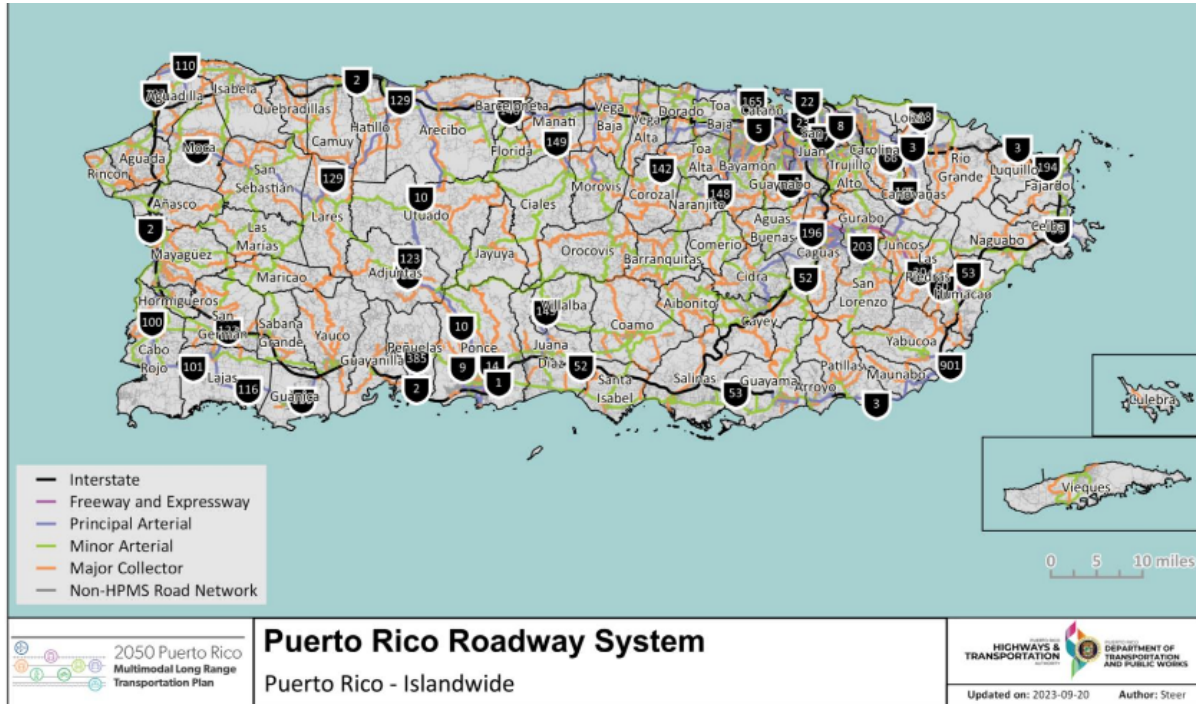 110
2
129
Aguadilla
Isabela
Quebradillas
Hatillo
Camuy
Arecibo
Barceloneta
Manatí
Florida
149
Vega
Baja
Vega
Alta
Dorado
Toa
Baja
165
Cataño
22
5
San
Juan
8
Loíza
Carolina
3
66
3
Río
Grande
Luquillo
194
Fajardo
Aguada
Rincón
Moca
San
Sebastián
129
Lares
10
Utuado
Ciales
Morovis
142
Corozal
Toa
Alta
Bayamón
148
Naranjito
Guaynabo
Trujillo
Alto
Canóvanas
Añasco
2
Mayagüez
Las
Marías
Maricao
123
Adjuntas
Jayuya
Orocovis
Barranquitas
Comerío
Aguas
Buenas
196
Caguas
Cidra
52
Gurabo
203
Juncos
Las
Piedras
San
Lorenzo
Humacao
53
Naguabo
Ceiba
Hormigueros
100
San
Germán
Cabo
Rojo
101
Lajas
116
Guánica
Sabana
Grande
Yauco
Guayanilla
Peñuelas
385
2
10
Ponce
9
14
1
Villalba
149
Juana
Díaz
52
Coamo
Santa
Isabel
Aibonito
Salinas
Cayey
53
Guayama
Arroyo
Patillas
3
Maunabo
Yabucoa
901
Culebra
Vieques
Interstate
Freeway and Expressway
Principal Arterial
Minor Arterial
Major Collector
Non-HPMS Road Network
0 5 10 miles
2050 Puerto Rico
Multimodal Long Range
Transportation Plan
Puerto Rico Roadway System
Puerto Rico - Islandwide
PUERTO RICO
HIGHWAYS &
TRANSPORTATION
AUTHORITY
PUERTO RICO
DEPARTMENT OF
TRANSPORTATION
AND PUBLIC WORKS
Updated on: 2023-09-20 Author: Steer